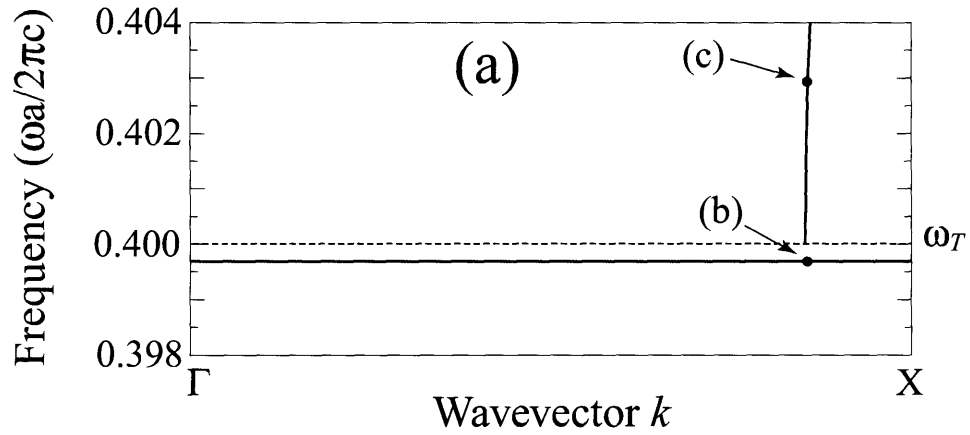 0.404
(a)
(c)
0.402
(b)
0.400
ω_T
0.398
Γ
X
Wavevector k
Frequency (ωa/2πc)